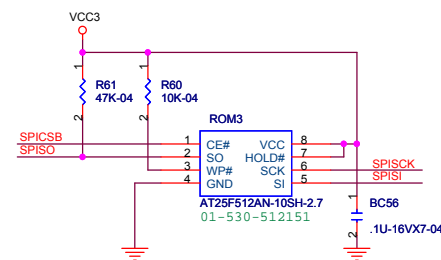 VCC3
1 1
R61 R60
47K-04 10K-04
2 2
ROM3
SPICSB 1 CE# VCC 8
SPISO 2 SO HOLD# 7
3 WP# SCK 6 SPISCK
4 GND SI 5 SPISI
AT25F512AN-10SH-2.7
01-530-512151
1 BC56
2 .1U-16VX7-04